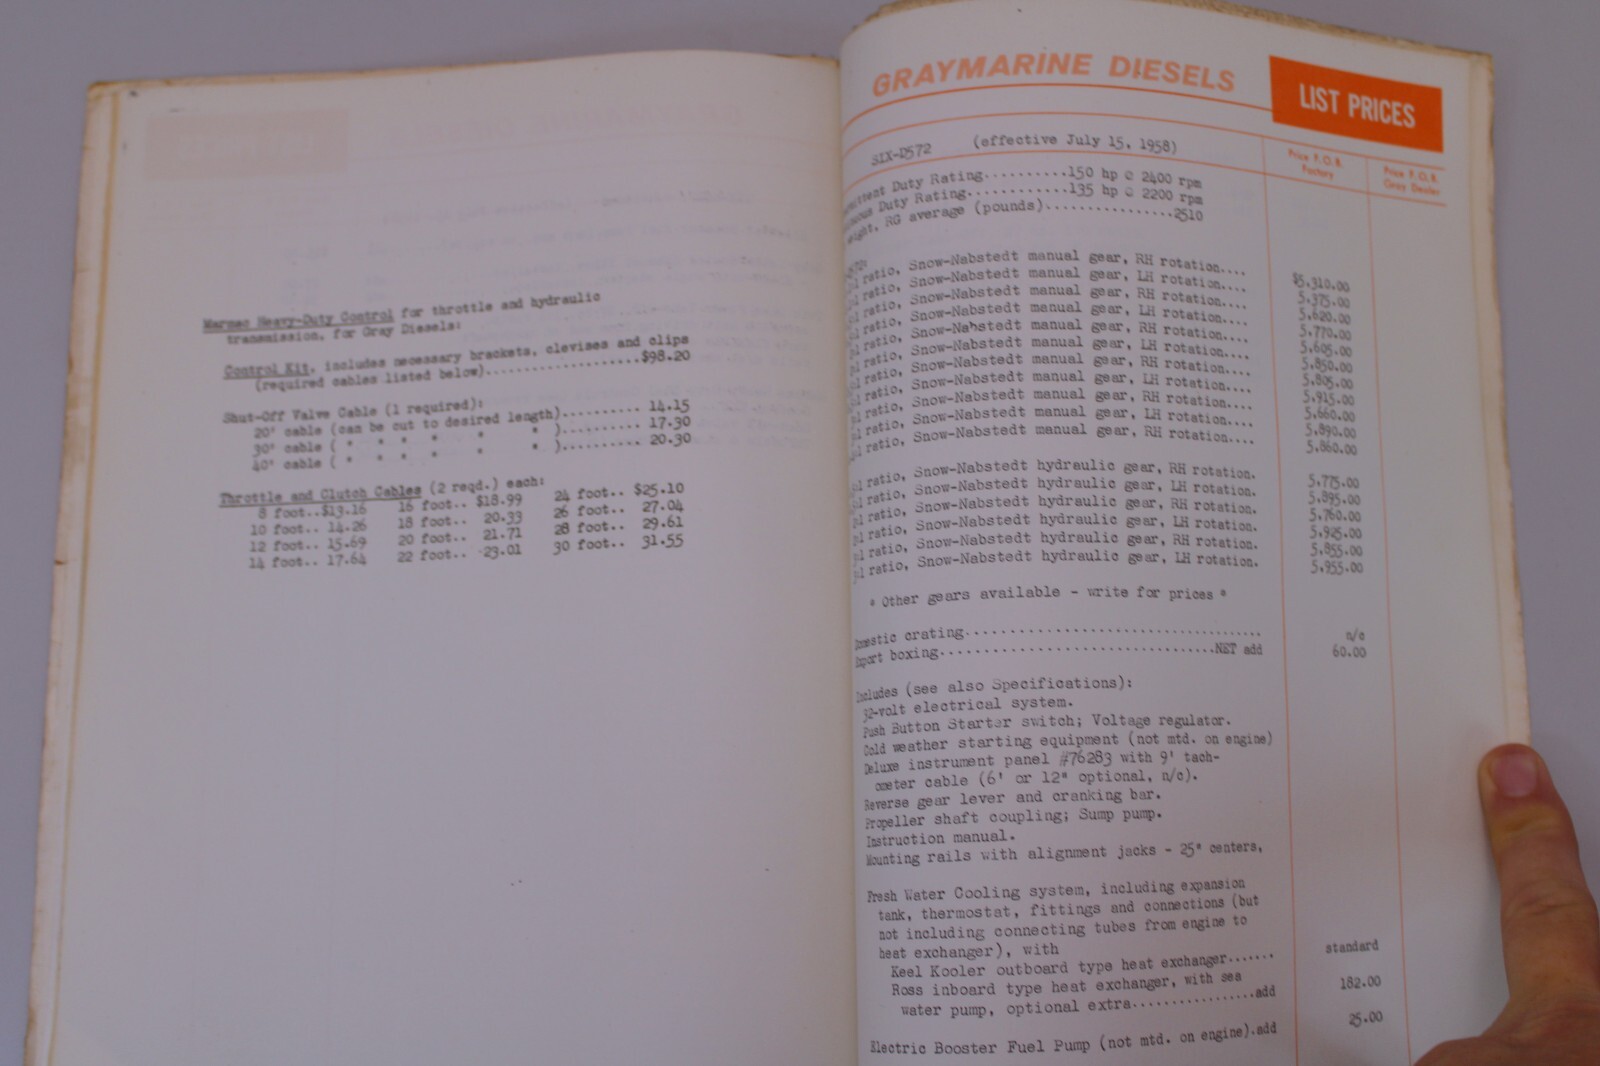 Marmac Heavy-Duty Control for throttle and hydraulic
transmission, for Gray Diesels:
Control Kit, includes necessary brackets, clevises and clips
(required cables listed below)..................$98.20
Shut-Off Valve Cable (1 required):
20' cable (can be cut to desired length).......... 14.15
30' cable ( " " " " " " ).......... 17.30
40' cable ( " " " " " " ).......... 20.30
Throttle and Clutch Cables (2 reqd.) each:
8 foot..$13.16 16 foot.. $18.99 24 foot.. $25.10
10 foot.. 14.26 18 foot.. 20.33 26 foot.. 27.04
12 foot.. 15.69 20 foot.. 21.71 28 foot.. 29.61
14 foot.. 17.64 22 foot.. 23.01 30 foot.. 31.55
GRAYMARINE DIESELS
LIST PRICES
Price F.O.B. Factory
Price F.O.B. Gray Dealer
SIX-D572 (effective July 15, 1958)
Duty Rating..........150 hp @ 2400 rpm
Duty Rating............135 hp @ 2200 rpm
RG average (pounds)................2510
ratio, Snow-Nabstedt manual gear, RH rotation.... $5,310.00
ratio, Snow-Nabstedt manual gear, LH rotation.... 5,375.00
ratio, Snow-Nabstedt manual gear, RH rotation.... 5,620.00
ratio, Snow-Nabstedt manual gear, LH rotation.... 5,770.00
ratio, Snow-Nabstedt manual gear, RH rotation.... 5,605.00
ratio, Snow-Nabstedt manual gear, LH rotation.... 5,850.00
ratio, Snow-Nabstedt manual gear, RH rotation.... 5,805.00
ratio, Snow-Nabstedt manual gear, LH rotation.... 5,915.00
ratio, Snow-Nabstedt manual gear, RH rotation.... 5,660.00
ratio, Snow-Nabstedt manual gear, LH rotation.... 5,890.00
ratio, Snow-Nabstedt manual gear, RH rotation.... 5,860.00
ratio, Snow-Nabstedt hydraulic gear, RH rotation. 5,775.00
ratio, Snow-Nabstedt hydraulic gear, LH rotation. 5,895.00
ratio, Snow-Nabstedt hydraulic gear, RH rotation. 5,760.00
ratio, Snow-Nabstedt hydraulic gear, LH rotation. 5,925.00
ratio, Snow-Nabstedt hydraulic gear, RH rotation. 5,855.00
ratio, Snow-Nabstedt hydraulic gear, LH rotation. 5,955.00
* Other gears available - write for prices *
Domestic crating................................. n/c
Export boxing...............................NET add 60.00
Includes (see also Specifications):
32-volt electrical system.
Push Button Starter switch; Voltage regulator.
Cold weather starting equipment (not mtd. on engine)
Deluxe instrument panel #76283 with 9' tach-
ometer cable (6' or 12" optional, n/c).
Reverse gear lever and cranking bar.
Propeller shaft coupling; Sump pump.
Instruction manual.
Mounting rails with alignment jacks - 25" centers,
Fresh Water Cooling system, including expansion
tank, thermostat, fittings and connections (but
not including connecting tubes from engine to
heat exchanger), with
Keel Kooler outboard type heat exchanger....... standard
Ross inboard type heat exchanger, with sea
water pump, optional extra.................add 182.00
Electric Booster Fuel Pump (not mtd. on engine).add 25.00